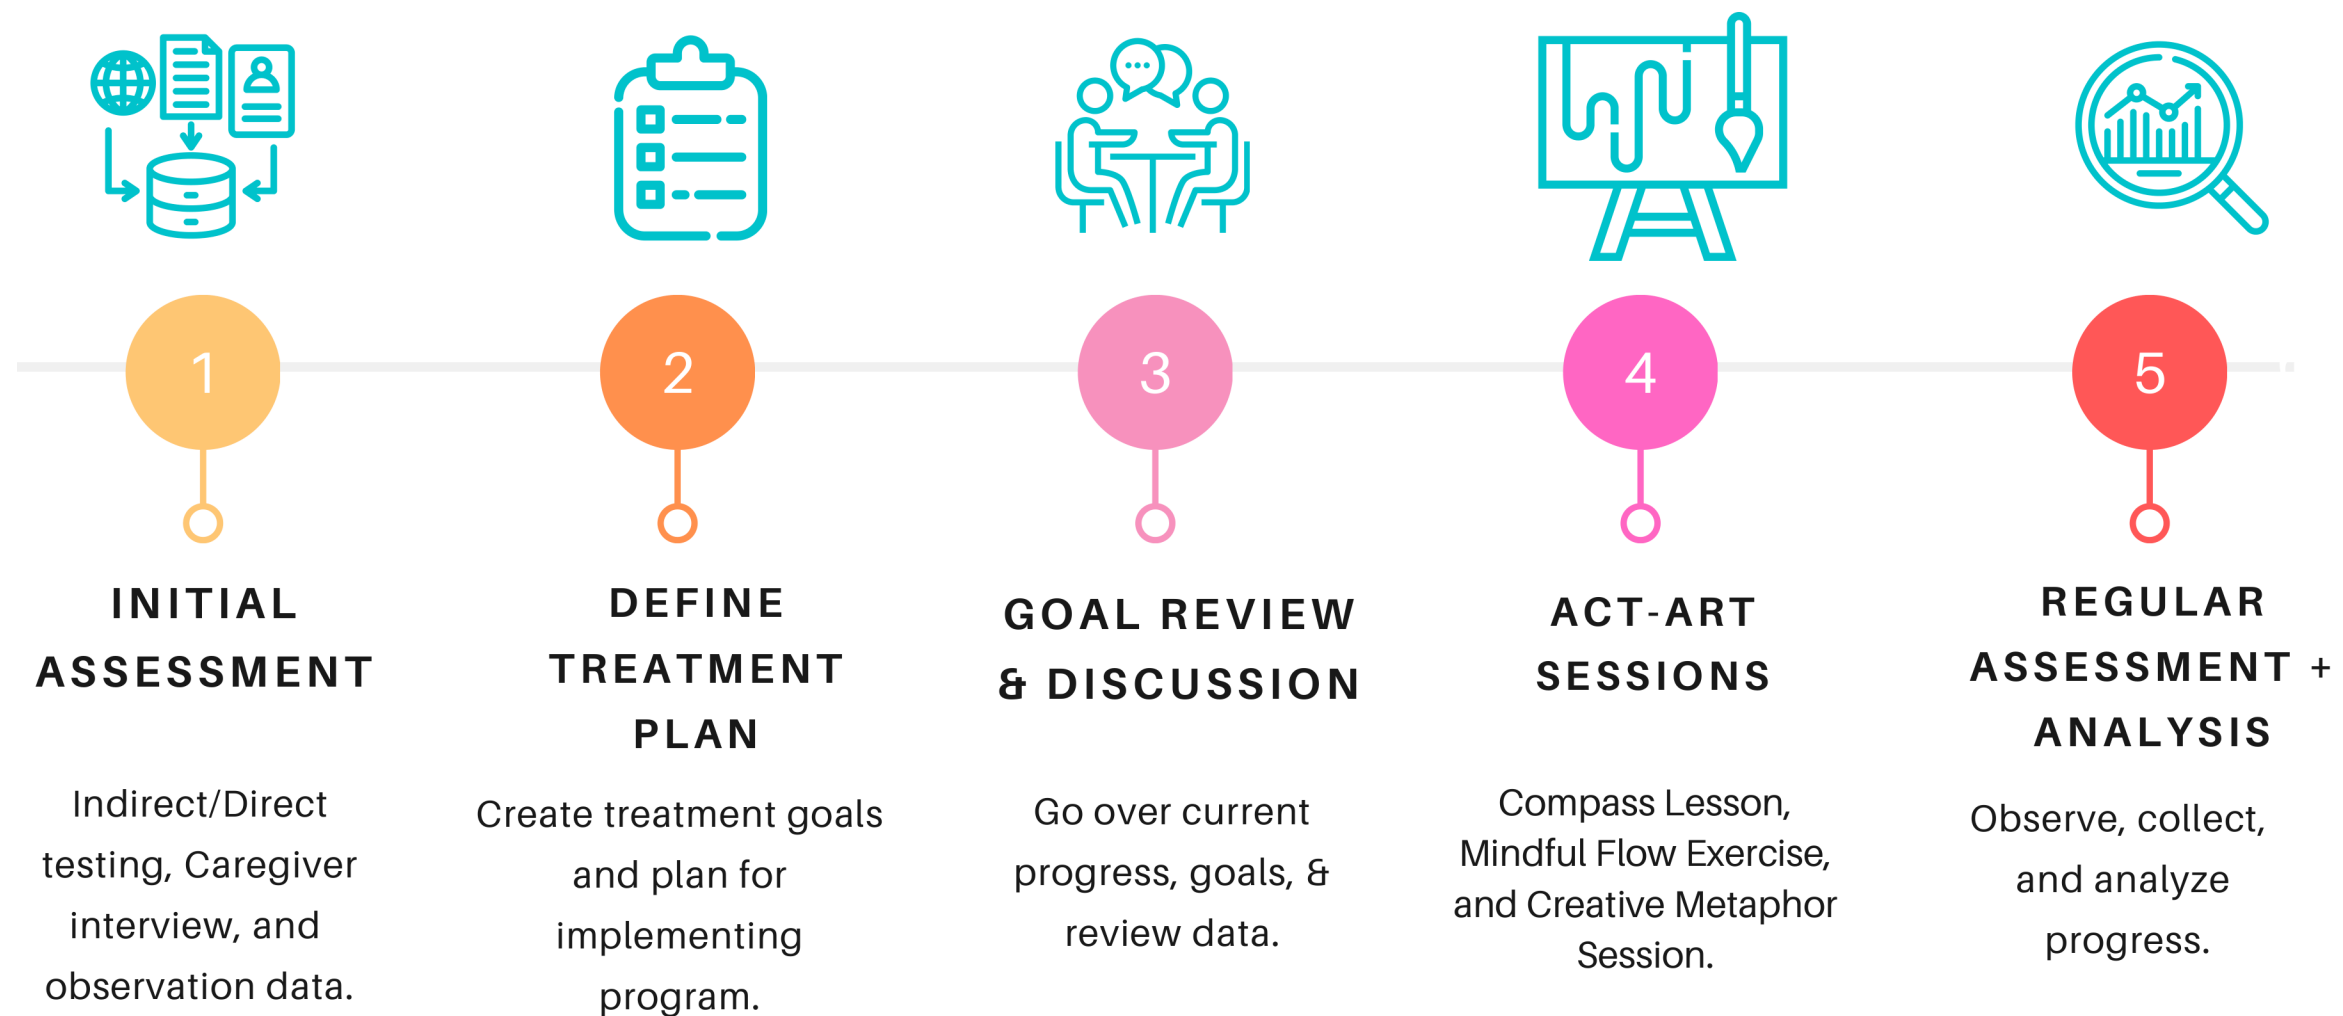 1
INITIAL
ASSESSMENT
Indirect/Direct
testing, Caregiver
interview, and
observation data.
2
DEFINE
TREATMENT
PLAN
Create treatment goals
and plan for
implementing
program.
3
GOAL REVIEW
& DISCUSSION
Go over current
progress, goals, &
review data.
4
ACT-ART
SESSIONS
Compass Lesson,
Mindful Flow Exercise,
and Creative Metaphor
Session.
5
REGULAR
ASSESSMENT +
ANALYSIS
Observe, collect,
and analyze
progress.